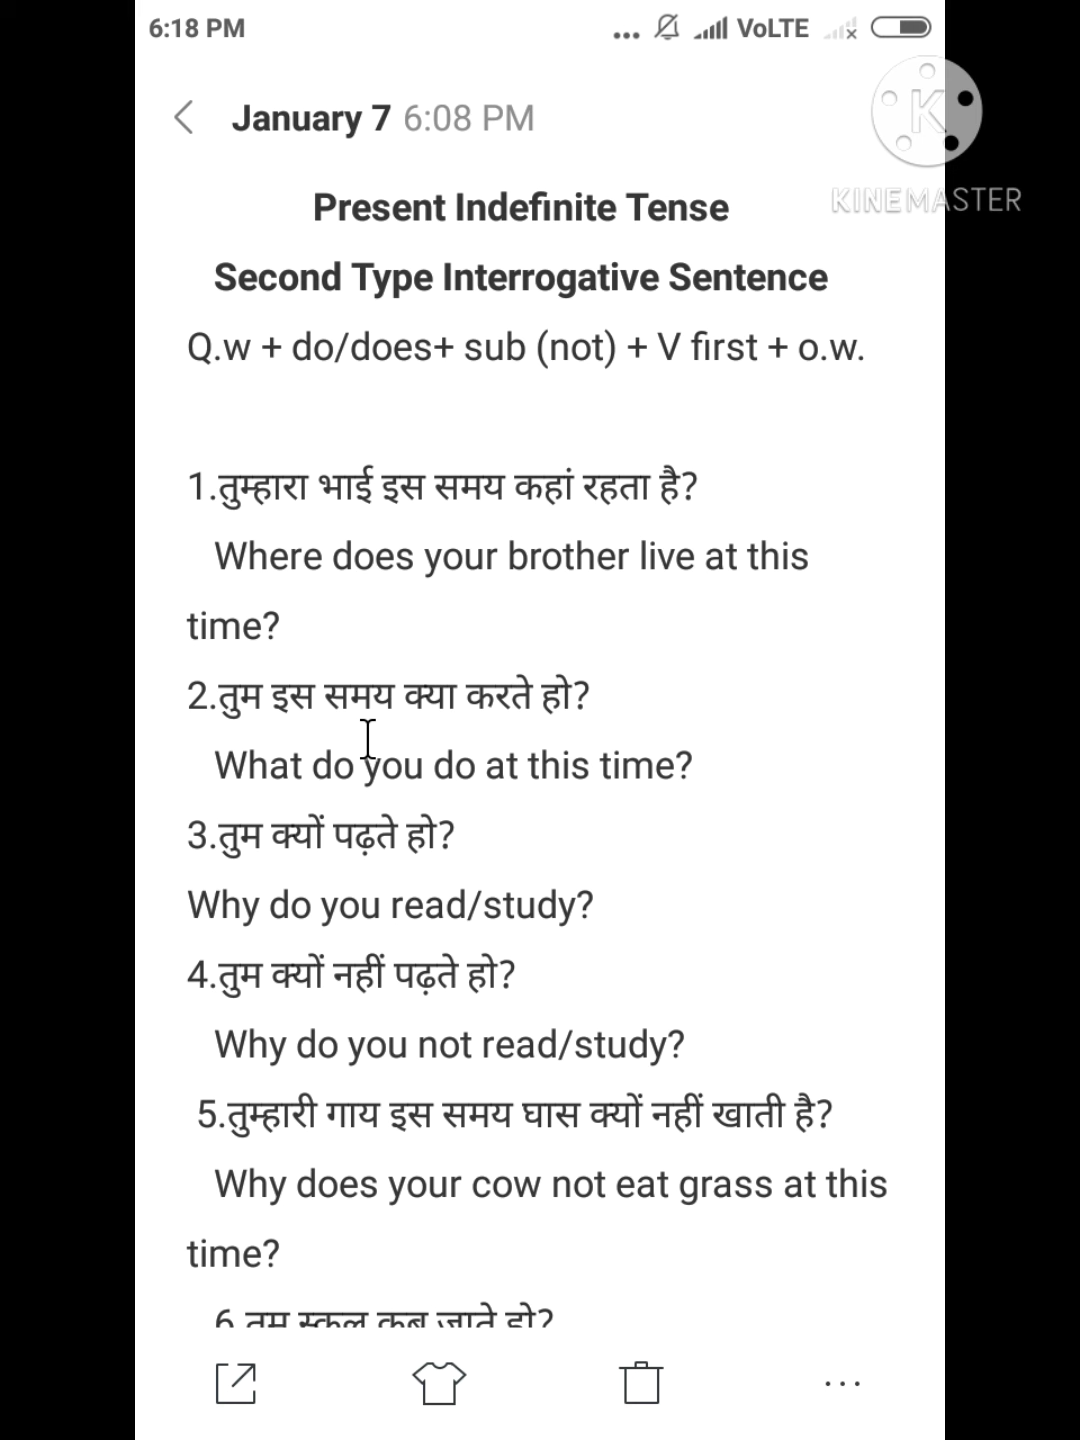 6:18 PM
... VoLTE
January 7 6:08 PM
K
KINEMASTER
Present Indefinite Tense
Second Type Interrogative Sentence
Q.w + do/does+ sub (not) + V first + o.w.
1.तुम्हारा भाई इस समय कहां रहता है?
Where does your brother live at this
time?
2.तुम इस समय क्या करते हो?
What do you do at this time?
3.तुम क्यों पढ़ते हो?
Why do you read/study?
4.तुम क्यों नहीं पढ़ते हो?
Why do you not read/study?
5.तुम्हारी गाय इस समय घास क्यों नहीं खाती है?
Why does your cow not eat grass at this
time?
6.तुम स्कूल कब जाते हो?